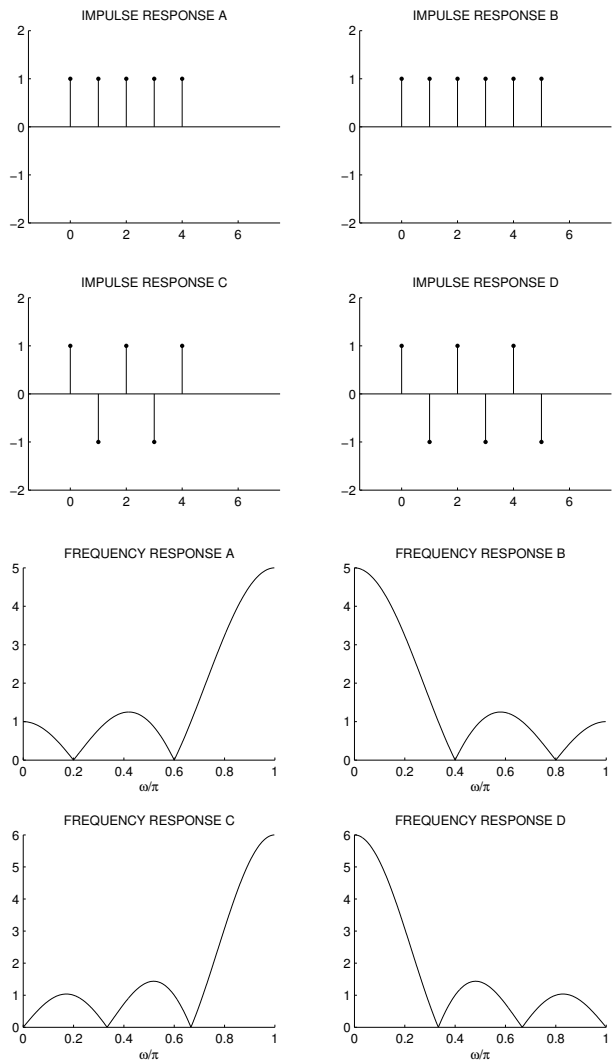 IMPULSE RESPONSE A
2
1
0
−1
−2
0 2 4 6
IMPULSE RESPONSE B
2
1
0
−1
−2
0 2 4 6
IMPULSE RESPONSE C
2
1
0
−1
−2
0 2 4 6
IMPULSE RESPONSE D
2
1
0
−1
−2
0 2 4 6
FREQUENCY RESPONSE A
5
4
3
2
1
0
0 0.2 0.4 0.6 0.8 1
ω/π
FREQUENCY RESPONSE B
5
4
3
2
1
0
0 0.2 0.4 0.6 0.8 1
ω/π
FREQUENCY RESPONSE C
6
5
4
3
2
1
0
0 0.2 0.4 0.6 0.8 1
ω/π
FREQUENCY RESPONSE D
6
5
4
3
2
1
0
0 0.2 0.4 0.6 0.8 1
ω/π